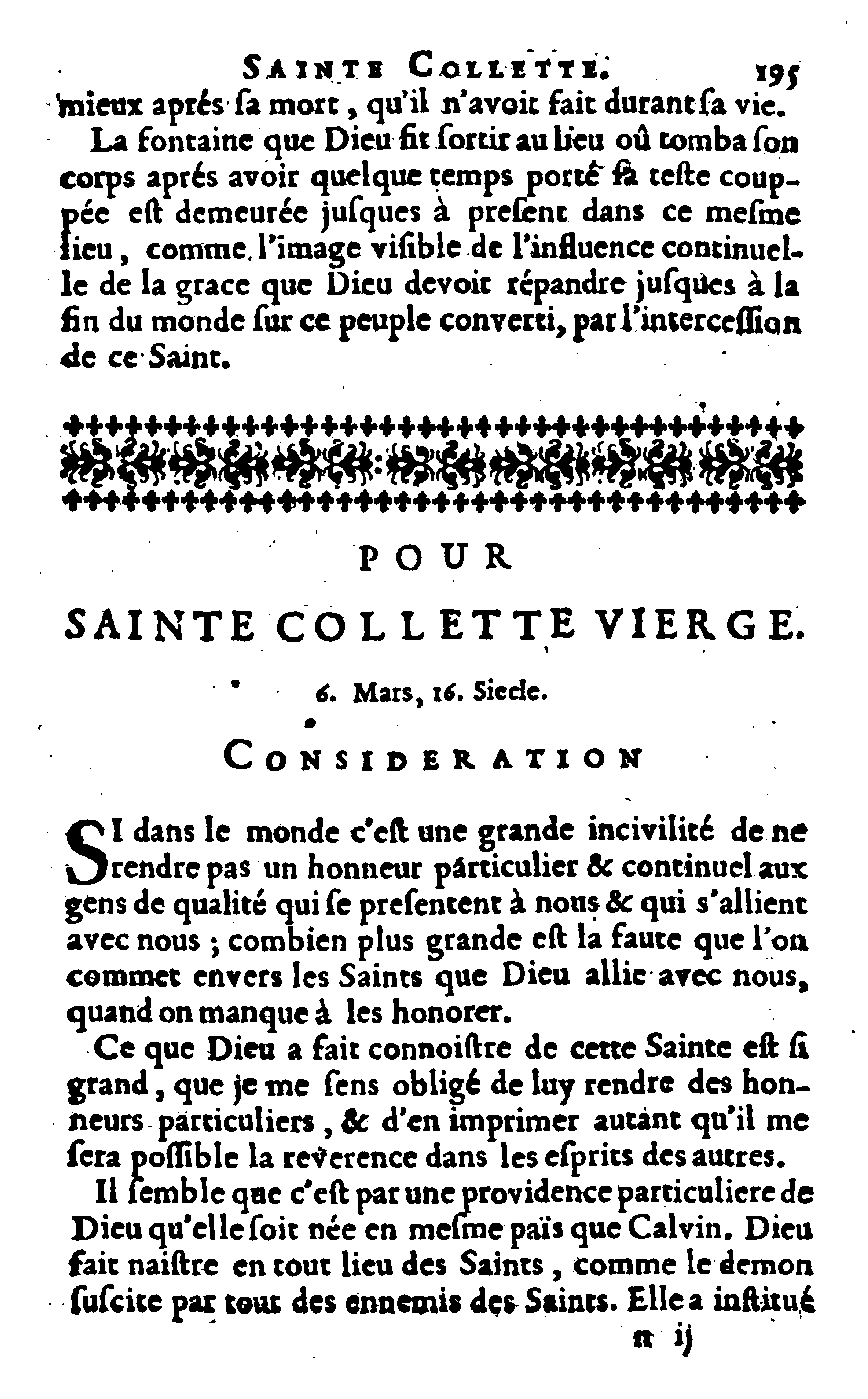 SAINTE COLLETTE. 195
mieux aprés ſa mort, qu'il n'avoit fait durant ſa vie.
La fontaine que Dieu fit ſortir au lieu oû tomba ſon
corps aprés avoir quelque temps porté ſa teſte coup-
pée eſt demeurée juſques à preſent dans ce meſme
lieu, comme l'image viſible de l'influence continuel-
le de la grace que Dieu devoit répandre juſques à la
fin du monde ſur ce peuple converti, par l'interceſſion
de ce Saint.
POUR
SAINTE COLLETTE VIERGE.
6. Mars, 16. Siecle.
CONSIDERATION
SI dans le monde c'eſt une grande incivilité de ne
rendre pas un honneur particulier & continuel aux
gens de qualité qui ſe preſentent à nous & qui s'allient
avec nous ; combien plus grande eſt la faute que l'on
commet envers les Saints que Dieu allie avec nous,
quand on manque à les honorer.
Ce que Dieu a fait connoiſtre de cette Sainte eſt ſi
grand, que je me ſens obligé de luy rendre des hon-
neurs particuliers, & d'en imprimer autant qu'il me
ſera poſſible la reverence dans les eſprits des autres.
Il ſemble que c'eſt par une providence particuliere de
Dieu qu'elle ſoit née en meſme païs que Calvin. Dieu
fait naiſtre en tout lieu des Saints, comme le demon
ſuſcite par tout des ennemis des Saints. Elle a inſtitué
n ij